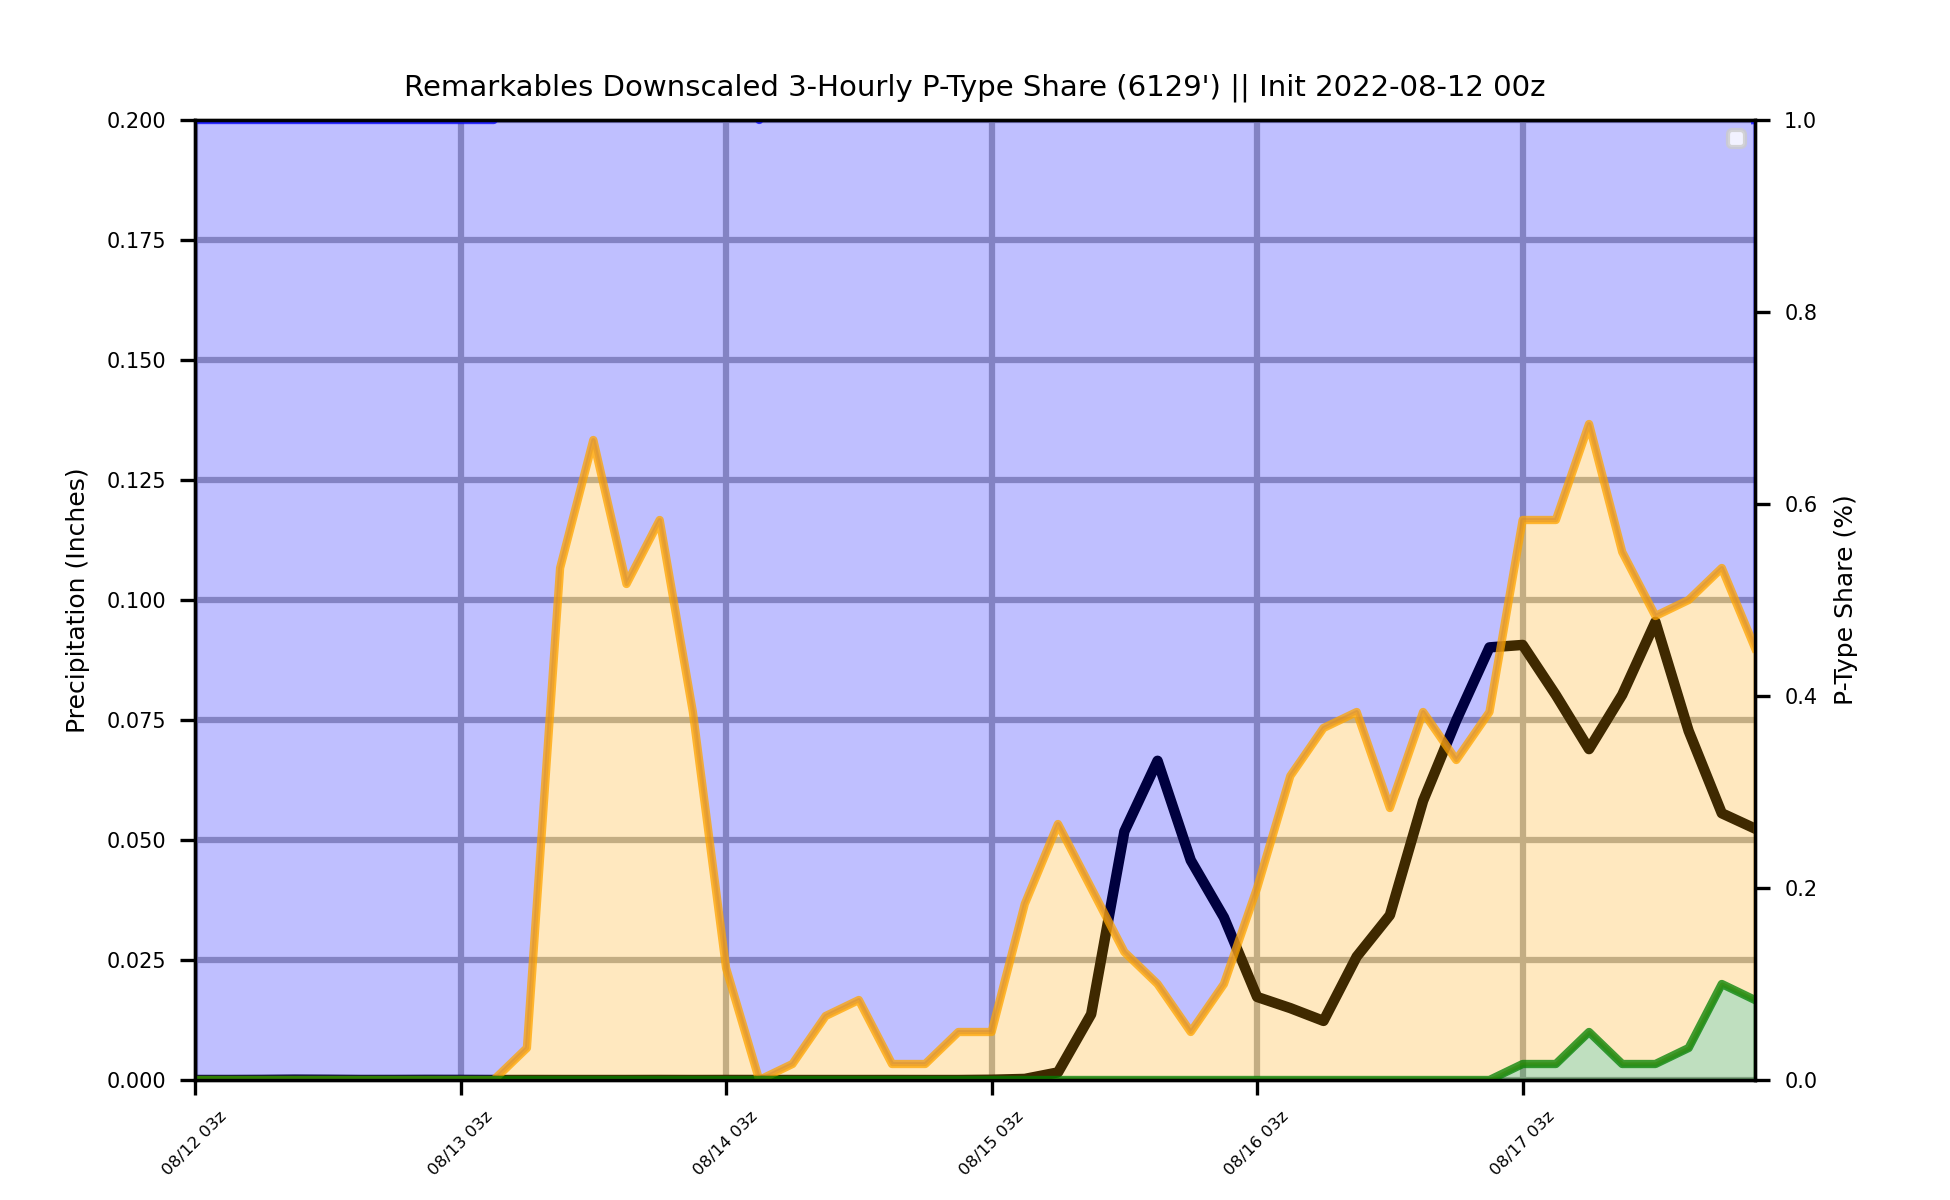 Remarkables Downscaled 3-Hourly P-Type Share (6129') || Init 2022-08-12 00z
0.200
0.175
0.150
0.125
0.100
0.075
0.050
0.025
0.000
Precipitation (Inches)
1.0
0.8
0.6
0.4
0.2
0.0
P-Type Share (%)
08/12 03z
08/13 03z
08/14 03z
08/15 03z
08/16 03z
08/17 03z